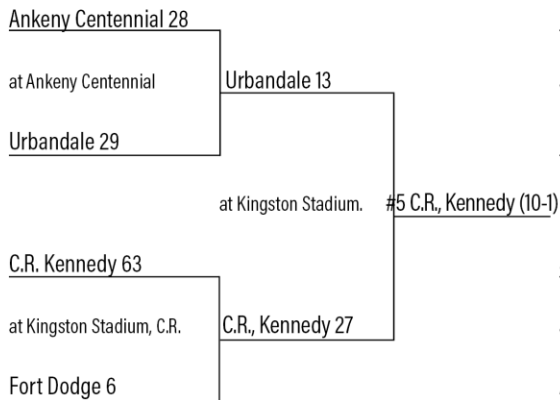 Ankeny Centennial 28
at Ankeny Centennial
Urbandale 13
Urbandale 29
at Kingston Stadium.
#5 C.R., Kennedy (10-1)
C.R. Kennedy 63
at Kingston Stadium, C.R.
C.R., Kennedy 27
Fort Dodge 6